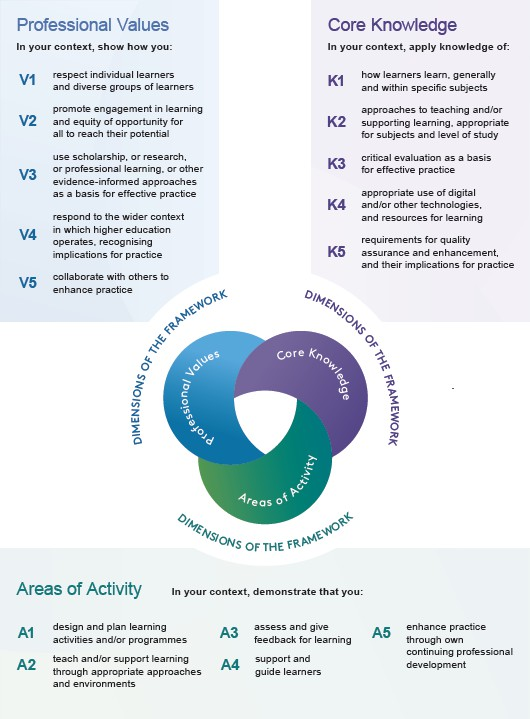 Professional Values
In your context, show how you:
V1
respect individual learners
and diverse groups of learners
V2
promote engagement in learning
and equity of opportunity for
all to reach their potential
V3
use scholarship, or research,
or professional learning, or other
evidence-informed approaches
as a basis for effective practice
V4
respond to the wider context
in which higher education
operates, recognising
implications for practice
V5
collaborate with others to
enhance practice
Core Knowledge
In your context, apply knowledge of:
K1
how learners learn, generally
and within specific subjects
K2
approaches to teaching and/or
supporting learning, appropriate
for subjects and level of study
K3
critical evaluation as a basis
for effective practice
K4
appropriate use of digital
and/or other technologies,
and resources for learning
K5
requirements for quality
assurance and enhancement,
and their implications for practice
DIMENSIONS OF THE FRAMEWORK
DIMENSIONS OF THE FRAMEWORK
Professional Values
Core Knowledge
Areas of Activity
DIMENSIONS OF THE FRAMEWORK
Areas of Activity
In your context, demonstrate that you:
A1
design and plan learning
activities and/or programmes
A2
teach and/or support learning
through appropriate approaches
and environments
A3
assess and give
feedback for learning
A4
support and
guide learners
A5
enhance practice
through own
continuing professional
development